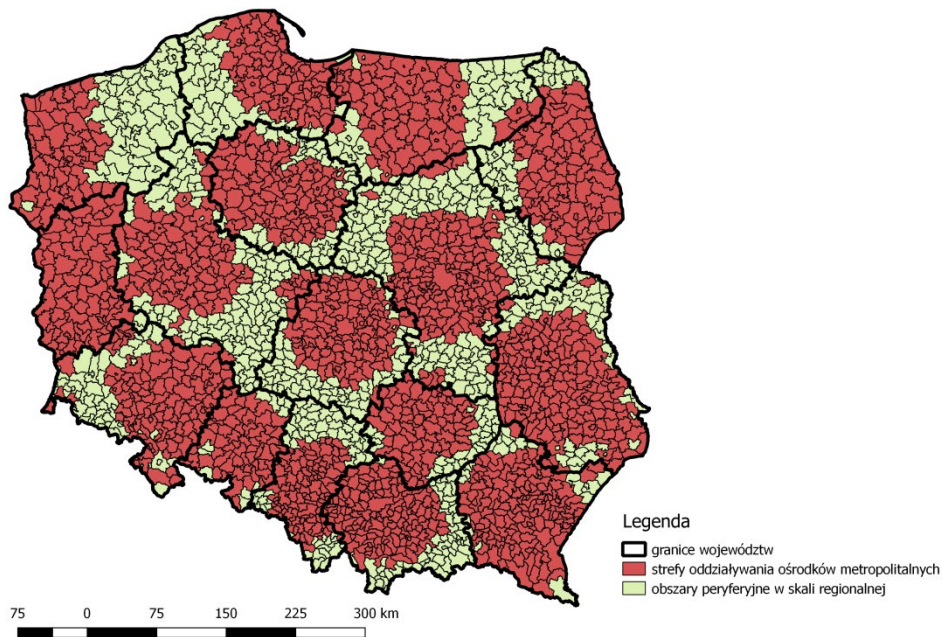 Legenda
granice województw
strefy oddziaływania ośrodków metropolitalnych
obszary peryferyjne w skali regionalnej
75 0 75 150 225 300 km